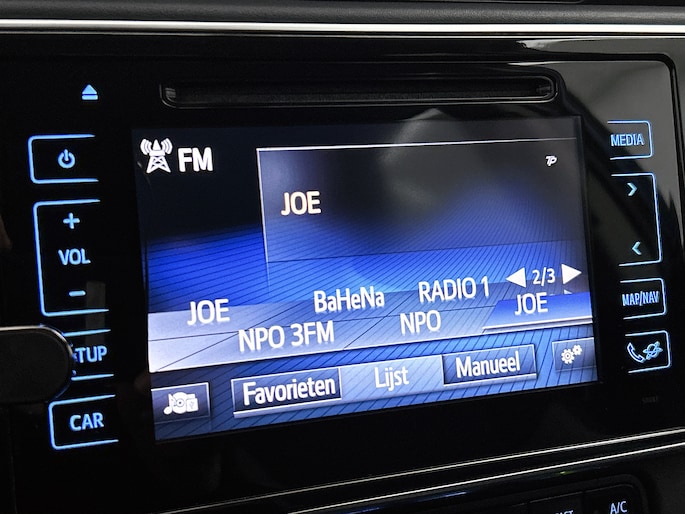 FM
TP
JOE
2/3
JOE BaHeNa RADIO 1 JOE
NPO 3FM NPO
Favorieten Lijst Manueel
VOL
CAR
MEDIA
MAP/NAV
A/C